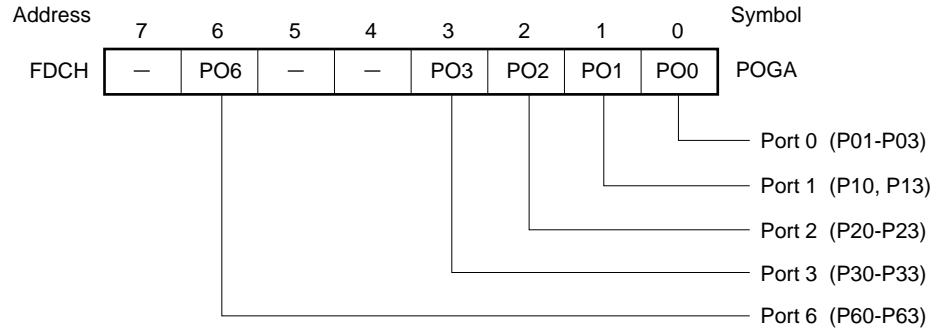 Address 7 6 5 4 3 2 1 0 Symbol
FDCH — PO6 — — PO3 PO2 PO1 PO0 POGA
Port 0 (P01-P03)
Port 1 (P10, P13)
Port 2 (P20-P23)
Port 3 (P30-P33)
Port 6 (P60-P63)